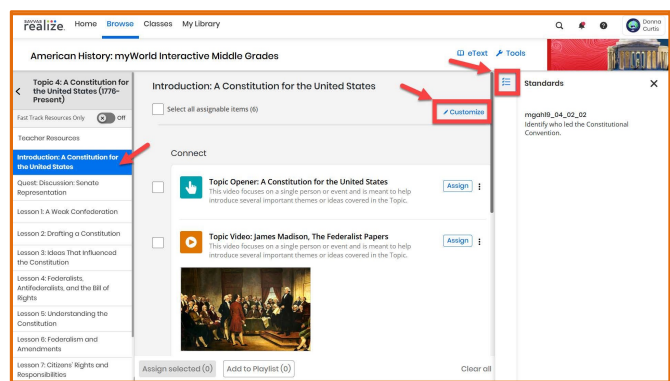 SAVVAS
realize.
Home
Browse
Classes
My Library
Donna
Curtis
American History: myWorld Interactive Middle Grades
eText
Tools
Topic 4: A Constitution for
the United States (1776-
Present)
Fast Track Resources Only
Off
Teacher Resources
Introduction: A Constitution for
the United States
Quest: Discussion: Senate
Representation
Lesson 1: A Weak Confederation
Lesson 2: Drafting a Constitution
Lesson 3: Ideas That Influenced
the Constitution
Lesson 4: Federalists,
Antifederalists, and the Bill of
Rights
Lesson 5: Understanding the
Constitution
Lesson 6: Federalism and
Amendments
Lesson 7: Citizens' Rights and
Responsibilities
Introduction: A Constitution for the United States
Select all assignable items (6)
Customize
Connect
Topic Opener: A Constitution for the United States
This video focuses on a single person or event and is meant to help
introduce several important themes or ideas covered in the Topic.
Assign
Topic Video: James Madison, The Federalist Papers
This video focuses on a single person or event and is meant to help
introduce several important themes or ideas covered in the Topic.
Assign
Assign selected (0)
Add to Playlist (0)
Clear all
Standards
mgahl9_04_02_02
Identify who led the Constitutional
Convention.